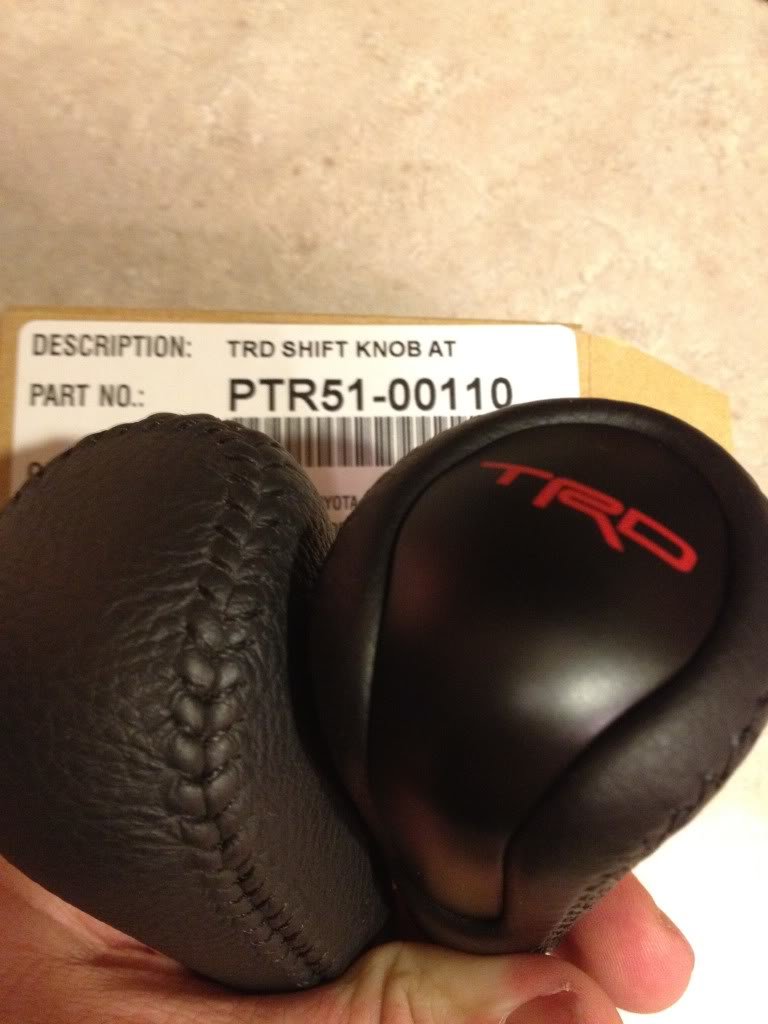 DESCRIPTION: TRD SHIFT KNOB AT
PART NO.: PTR51-00110
TRD